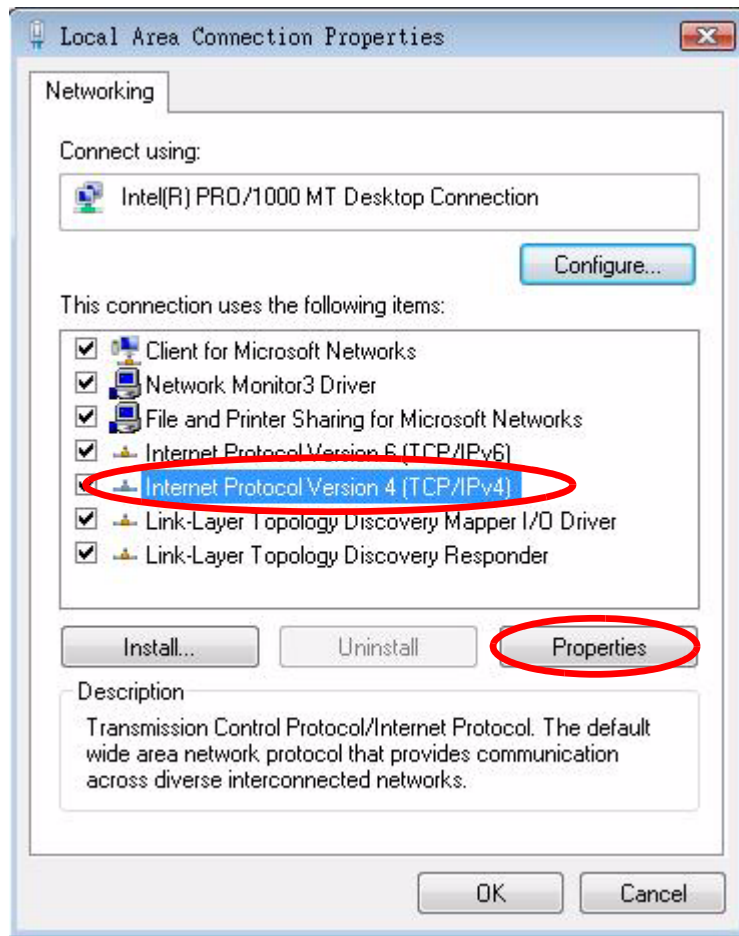 Local Area Connection Properties
Networking
Connect using:
Intel(R) PRO/1000 MT Desktop Connection
Configure...
This connection uses the following items:
Client for Microsoft Networks
Network Monitor3 Driver
File and Printer Sharing for Microsoft Networks
Internet Protocol Version 6 (TCP/IPv6)
Internet Protocol Version 4 (TCP/IPv4)
Link-Layer Topology Discovery Mapper I/O Driver
Link-Layer Topology Discovery Responder
Install...
Uninstall
Properties
Description
Transmission Control Protocol/Internet Protocol. The default
wide area network protocol that provides communication
across diverse interconnected networks.
OK
Cancel